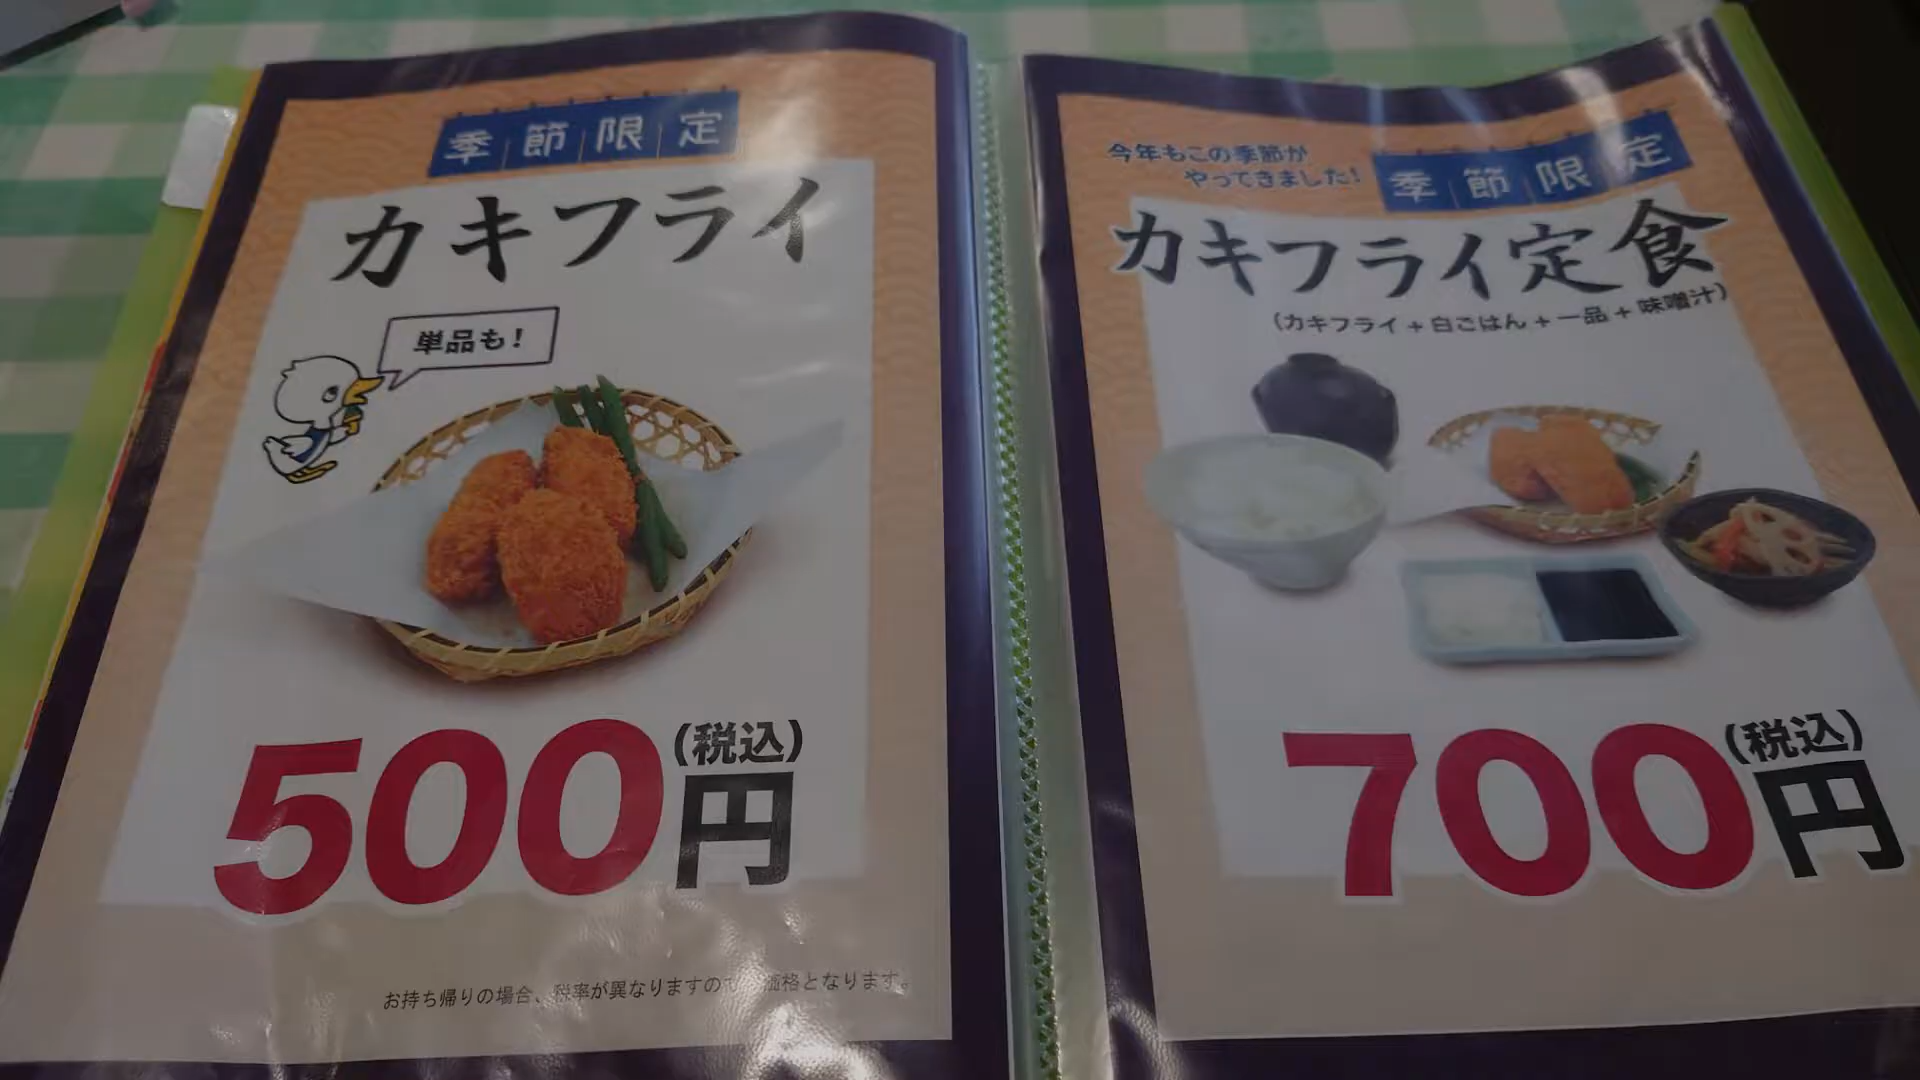 季節限定
カキフライ
単品も!
500円
(税込)
お持ち帰りの場合、税率が異なりますので 価格となります。
今年もこの季節が
やってきました!
季節限定
カキフライ定食
(カキフライ+白ごはん+一品+味噌汁)
700円
(税込)